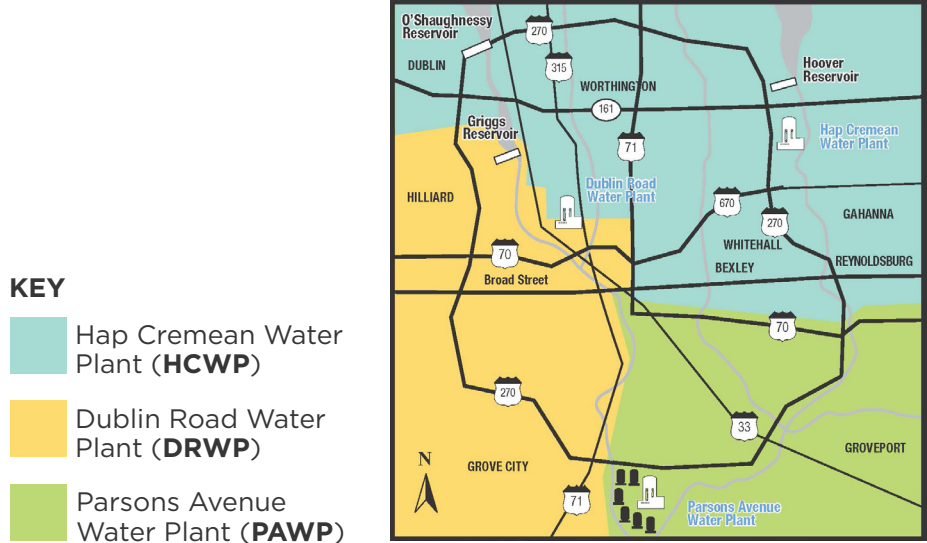 KEY
Hap Cremean Water
Plant (HCWP)
Dublin Road Water
Plant (DRWP)
Parsons Avenue
Water Plant (PAWP)
O'Shaughnessy
Reservoir
270
DUBLIN
315
WORTHINGTON
Hoover
Reservoir
161
Griggs
Reservoir
71
Hap Cremean
Water Plant
Dublin Road
Water Plant
HILLIARD
670
270
GAHANNA
WHITEHALL
70
BEXLEY
REYNOLDSBURG
Broad Street
70
270
33
GROVEPORT
N
GROVE CITY
71
Parsons Avenue
Water Plant